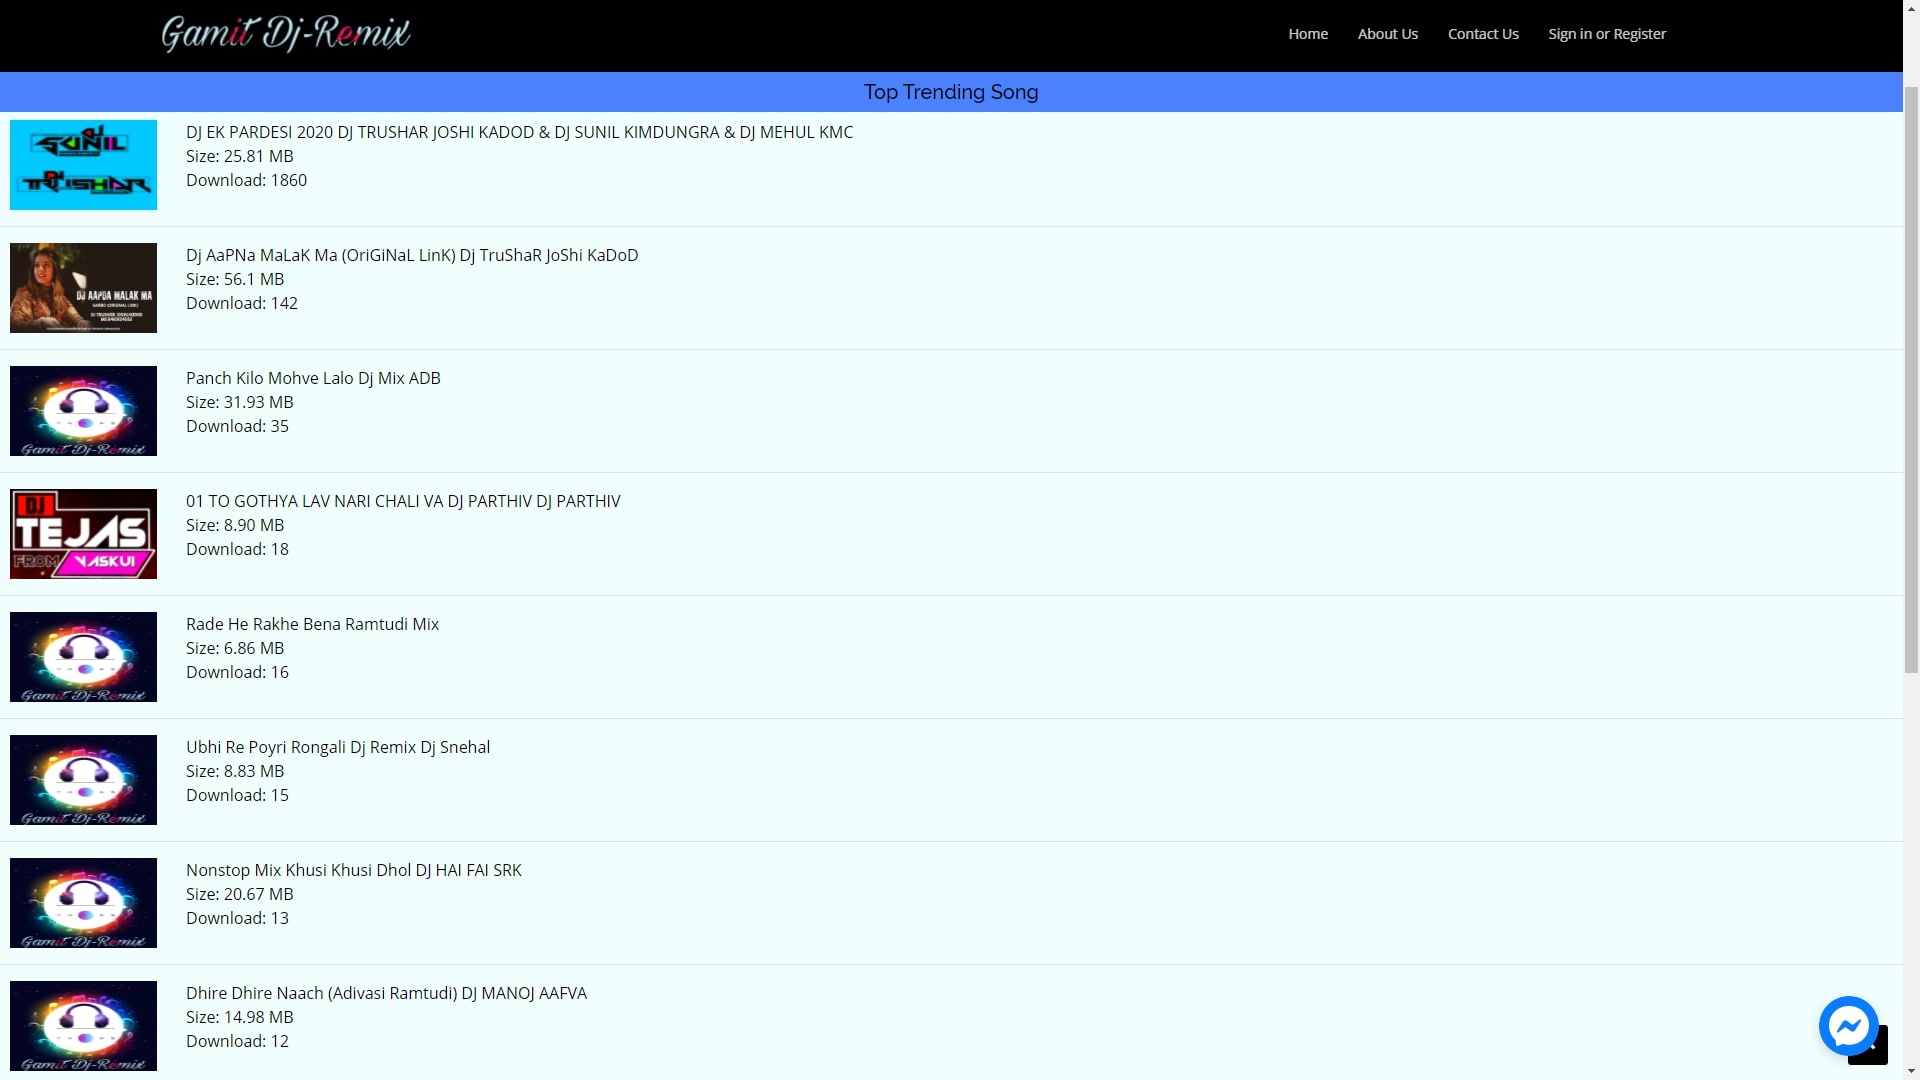 Gamit Dj-Remix
Home
About Us
Contact Us
Sign in or Register
Top Trending Song
DJ SUNIL
DJ TRUSHAR
DJ EK PARDESI 2020 DJ TRUSHAR JOSHI KADOD & DJ SUNIL KIMDUNGRA & DJ MEHUL KMC
Size: 25.81 MB
Download: 1860
DJ AAPDA MALAK MA
Dj AaPNa MaLaK Ma (OriGiNaL LinK) Dj TruShaR JoShi KaDoD
Size: 56.1 MB
Download: 142
Gamit Dj-Remix
Panch Kilo Mohve Lalo Dj Mix ADB
Size: 31.93 MB
Download: 35
DJ
TEJAS
FROM VASKUI
01 TO GOTHYA LAV NARI CHALI VA DJ PARTHIV DJ PARTHIV
Size: 8.90 MB
Download: 18
Gamit Dj-Remix
Rade He Rakhe Bena Ramtudi Mix
Size: 6.86 MB
Download: 16
Gamit Dj-Remix
Ubhi Re Poyri Rongali Dj Remix Dj Snehal
Size: 8.83 MB
Download: 15
Gamit Dj-Remix
Nonstop Mix Khusi Khusi Dhol DJ HAI FAI SRK
Size: 20.67 MB
Download: 13
Gamit Dj-Remix
Dhire Dhire Naach (Adivasi Ramtudi) DJ MANOJ AAFVA
Size: 14.98 MB
Download: 12